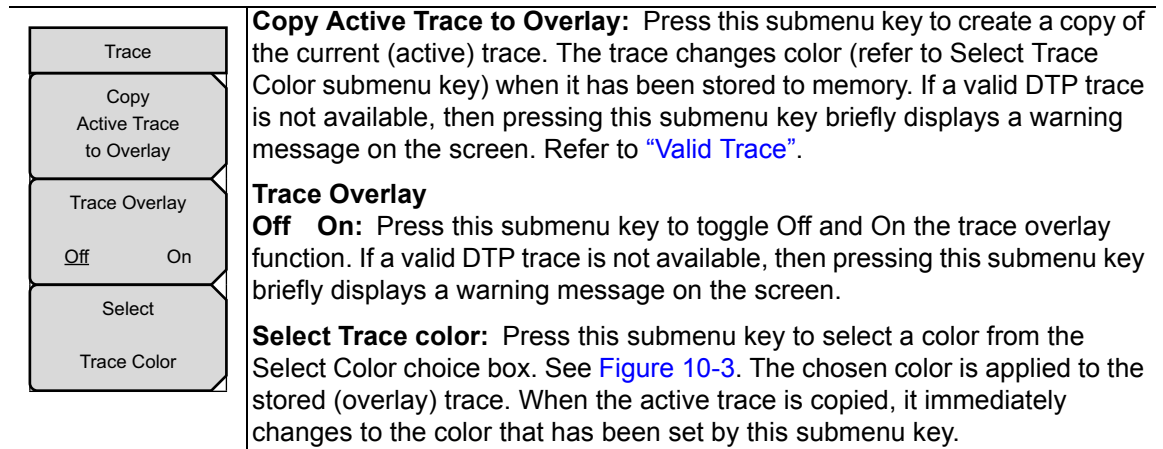 Trace
Copy
Active Trace
to Overlay
Trace Overlay
Off On
Select
Trace Color
Copy Active Trace to Overlay: Press this submenu key to create a copy of
the current (active) trace. The trace changes color (refer to Select Trace
Color submenu key) when it has been stored to memory. If a valid DTP trace
is not available, then pressing this submenu key briefly displays a warning
message on the screen. Refer to “Valid Trace”.
Trace Overlay
Off On: Press this submenu key to toggle Off and On the trace overlay
function. If a valid DTP trace is not available, then pressing this submenu key
briefly displays a warning message on the screen.
Select Trace color: Press this submenu key to select a color from the
Select Color choice box. See Figure 10-3. The chosen color is applied to the
stored (overlay) trace. When the active trace is copied, it immediately
changes to the color that has been set by this submenu key.